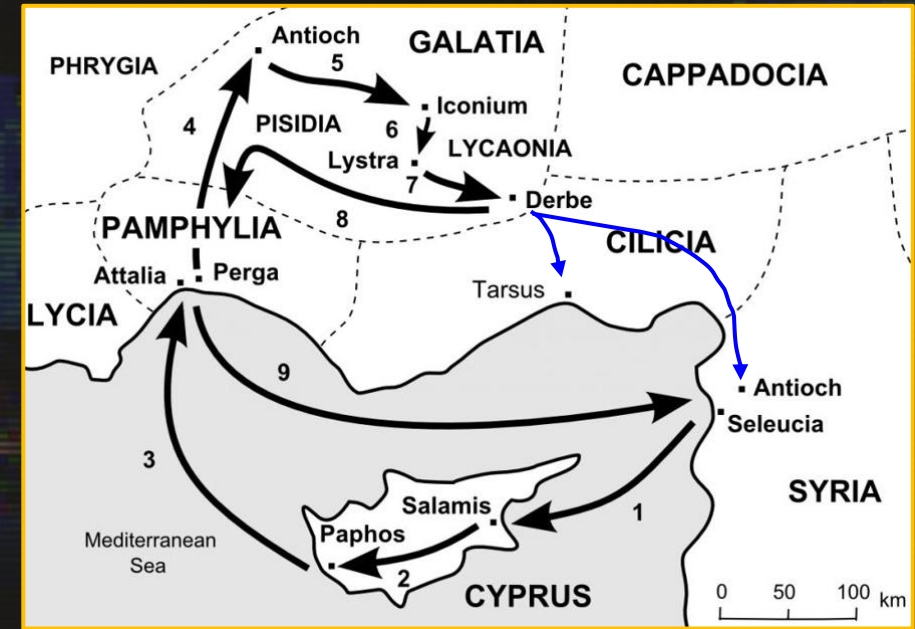 Antioch
GALATIA
PHRYGIA
5
CAPPADOCIA
Iconium
4
PISIDIA
6
Lystra
LYCAONIA
7
Derbe
8
PAMPHYLIA
CILICIA
Attalia
Perga
Tarsus
LYCIA
9
Antioch
Seleucia
3
SYRIA
Salamis
1
Paphos
Mediterranean
Sea
2
CYPRUS
0 50 100 km